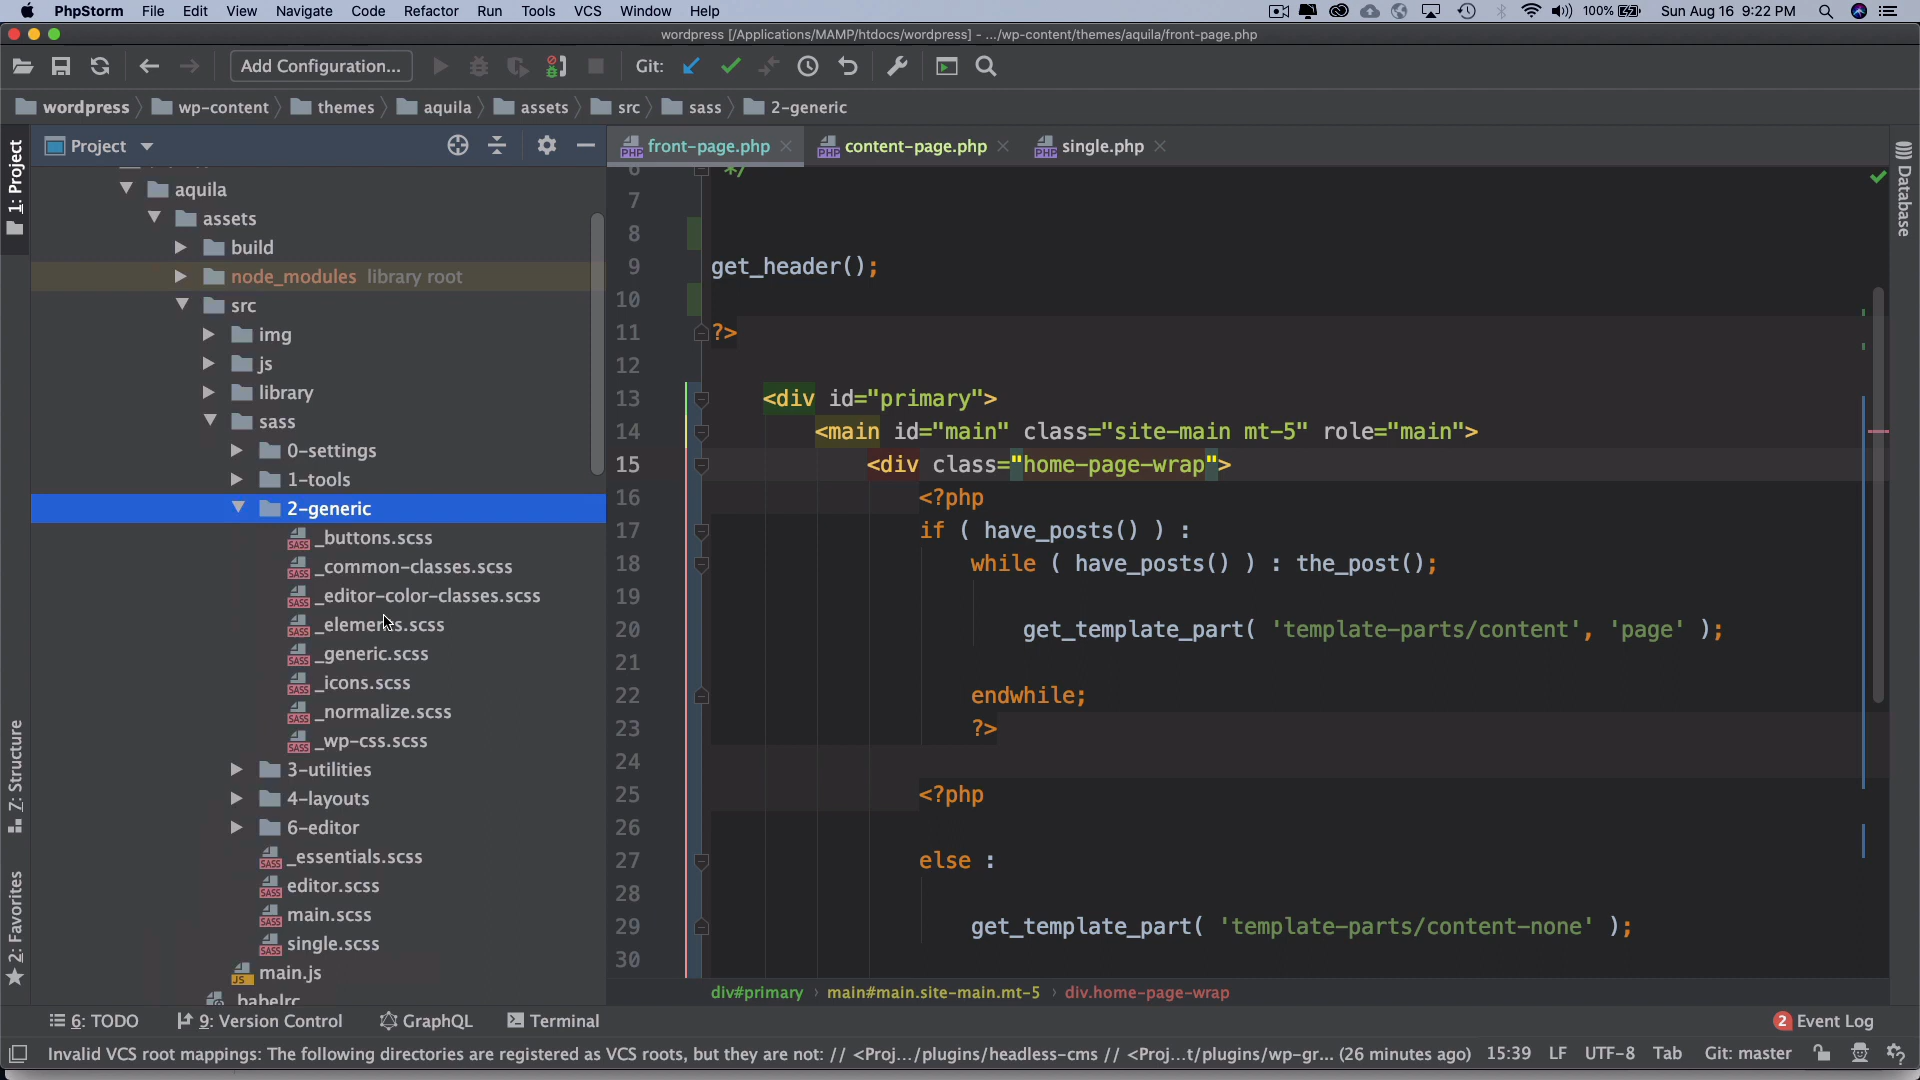 PhpStorm File Edit View Navigate Code Refactor Run Tools VCS Window Help 100% Sun Aug 16 9:22 PM
wordpress [/Applications/MAMP/htdocs/wordpress] - .../wp-content/themes/aquila/front-page.php
Add Configuration... Git:
wordpress wp-content themes aquila assets src sass 2-generic
1: Project
Project
front-page.php content-page.php single.php
Database
aquila
assets
build
node_modules library root
src
img
js
library
sass
0-settings
1-tools
2-generic
_buttons.scss
_common-classes.scss
_editor-color-classes.scss
_elements.scss
_generic.scss
_icons.scss
_normalize.scss
_wp-css.scss
3-utilities
4-layouts
6-editor
_essentials.scss
editor.scss
main.scss
single.scss
main.js
.babelrc
Z: Structure
2: Favorites
6 */
7
8
9 get_header();
10
11 ?>
12
13 <div id="primary">
14 <main id="main" class="site-main mt-5" role="main">
15 <div class="home-page-wrap">
16 <?php
17 if ( have_posts() ) :
18 while ( have_posts() ) : the_post();
19
20 get_template_part( 'template-parts/content', 'page' );
21
22 endwhile;
23 ?>
24
25 <?php
26
27 else :
28
29 get_template_part( 'template-parts/content-none' );
30
div#primary › main#main.site-main.mt-5 › div.home-page-wrap
6: TODO 9: Version Control GraphQL Terminal 2 Event Log
Invalid VCS root mappings: The following directories are registered as VCS roots, but they are not: // <Proj.../plugins/headless-cms // <Proj...t/plugins/wp-gr... (26 minutes ago) 15:39 LF UTF-8 Tab Git: master